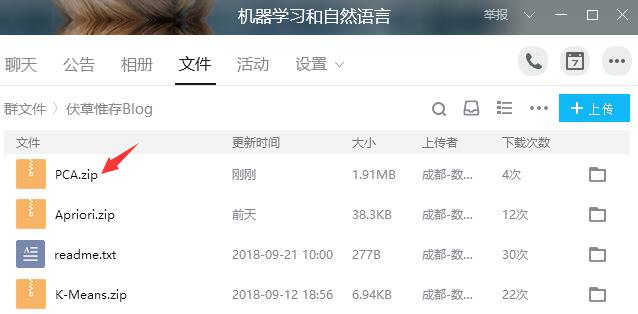 机器学习和自然语言 举报
聊天 公告 相册 文件 活动 设置 7
群文件 伏草惟存Blog 上传
文件 更新时间 大小 上传者 下载次数
PCA.zip 刚刚 1.91MB 成都-数... 4次
Apriori.zip 前天 38.3KB 成都-数... 12次
readme.txt 2018-09-21 10:00 277B 成都-数... 30次
K-Means.zip 2018-09-12 18:56 6.94KB 成都-数... 22次